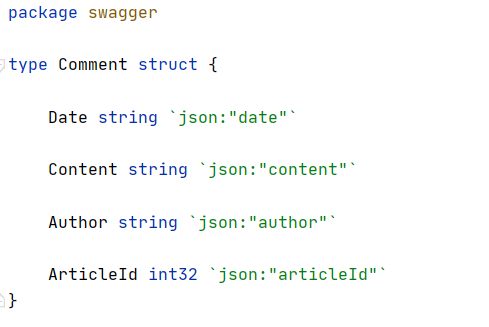 package swagger
type Comment struct {
Date string `json:"date"`
Content string `json:"content"`
Author string `json:"author"`
ArticleId int32 `json:"articleId"`
}